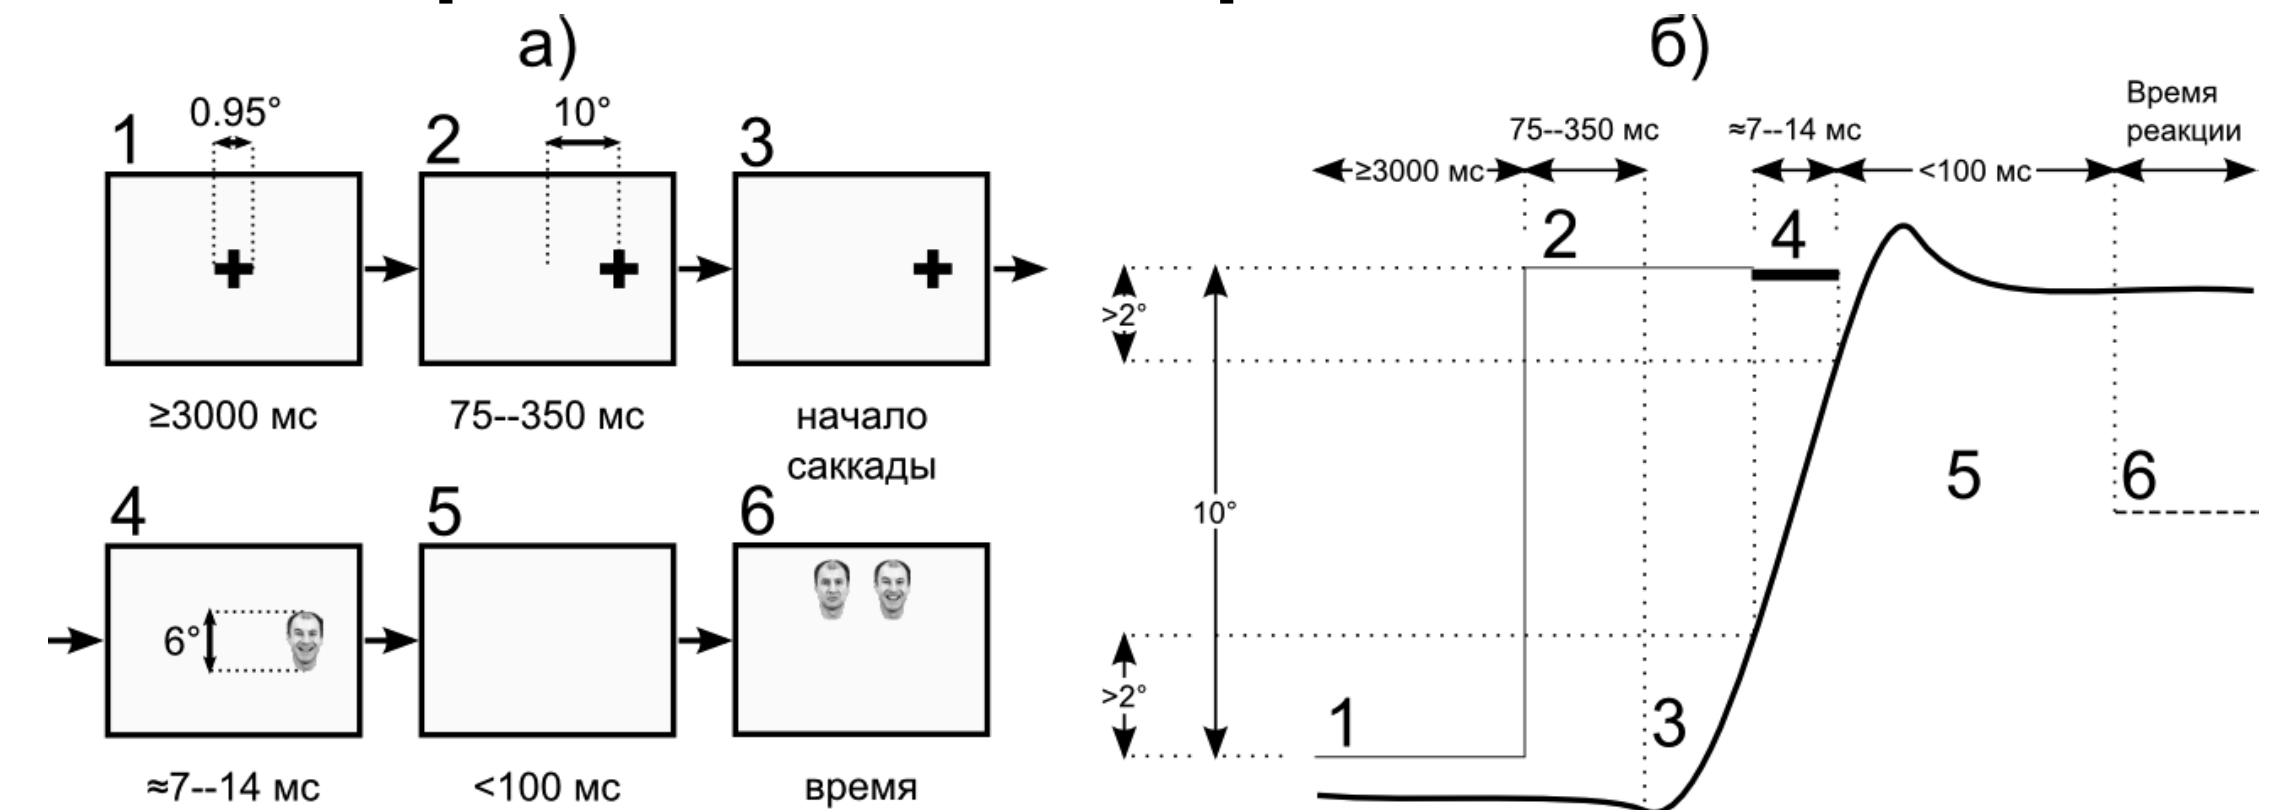 а)
1
0.95°
2
10°
3
≥3000 мс
75--350 мс
начало
саккады
4
6°
5
6
≈7--14 мс
<100 мс
время
б)
Время
реакции
75--350 мс
≈7--14 мс
≥3000 мс
<100 мс
2
4
>2°
10°
5
6
>2°
1
3